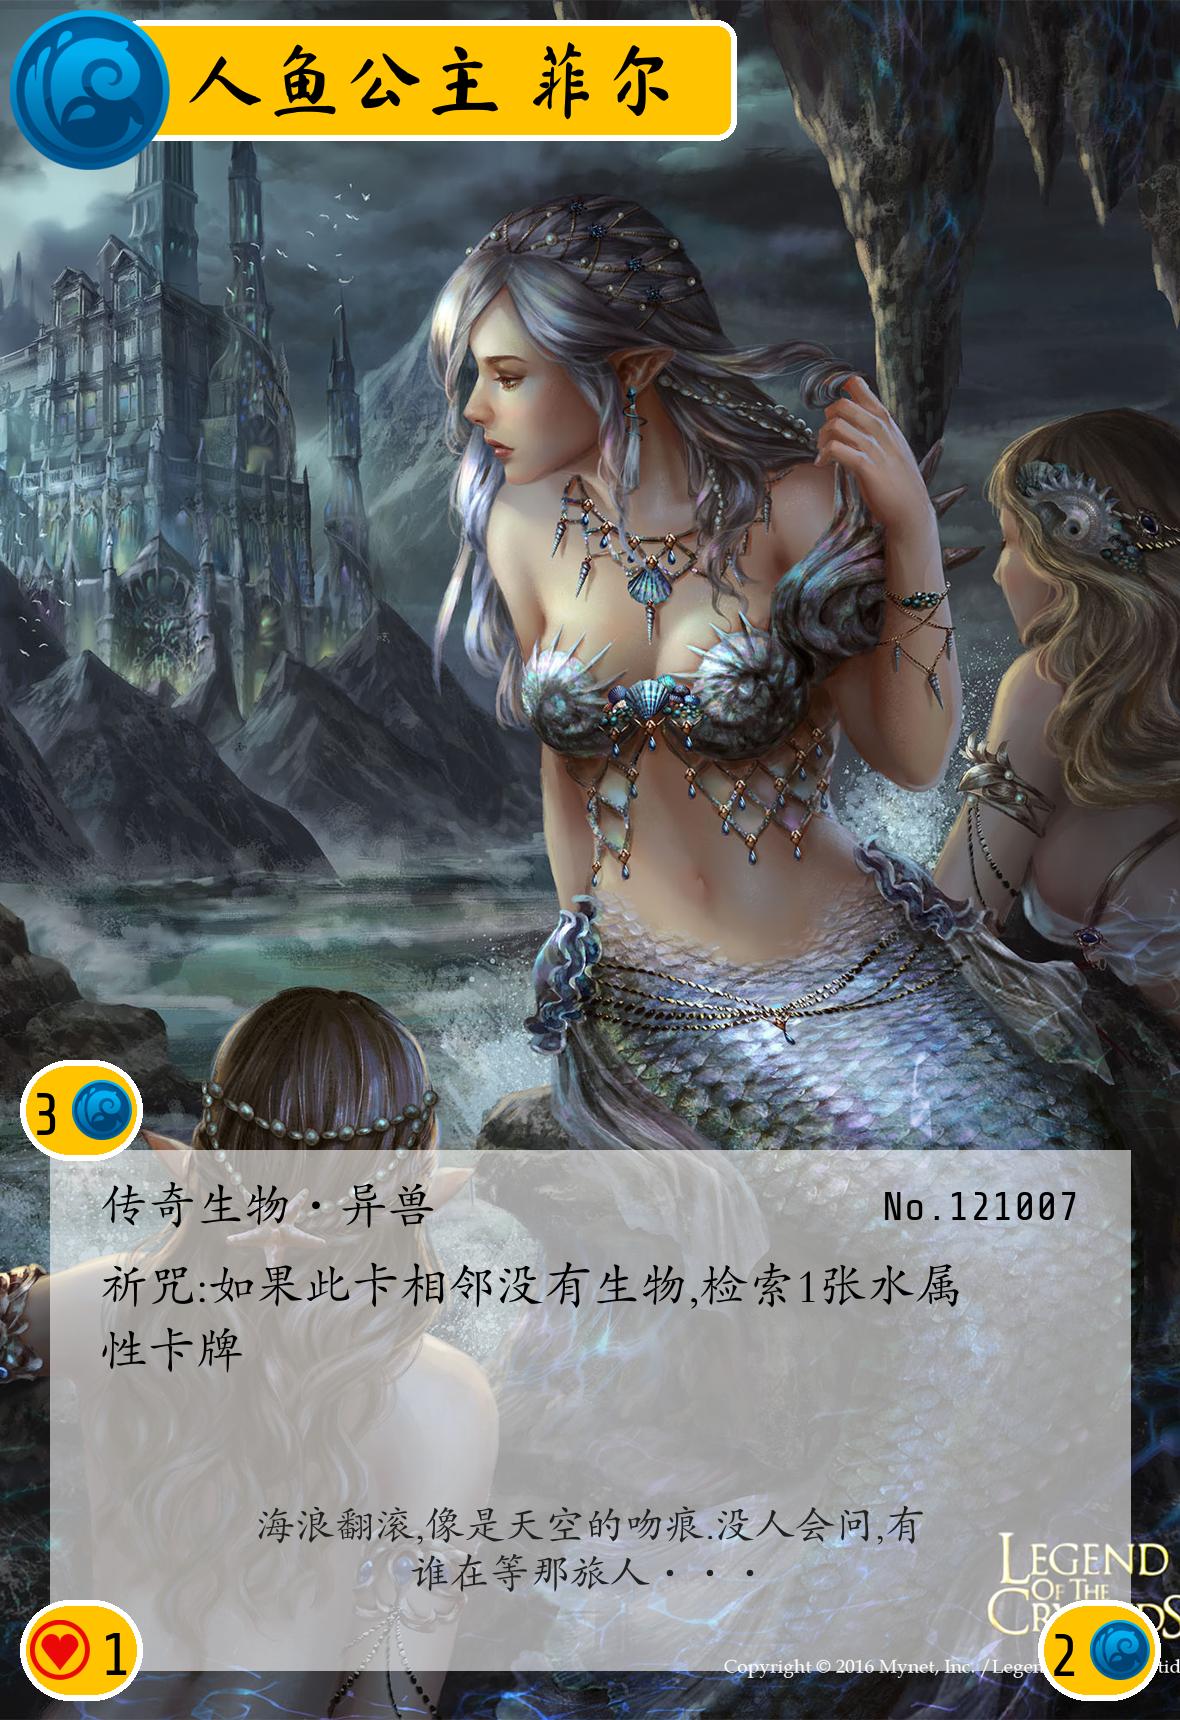 人鱼公主 菲尔
3
传奇生物·异兽
No.121007
祈咒:如果此卡相邻没有生物,检索1张水属
性卡牌
海浪翻滚,像是天空的吻痕.没人会问,有
谁在等那旅人···
LEGEND
OF THE
1
2
Copyright © 2016 Mynet, Inc.